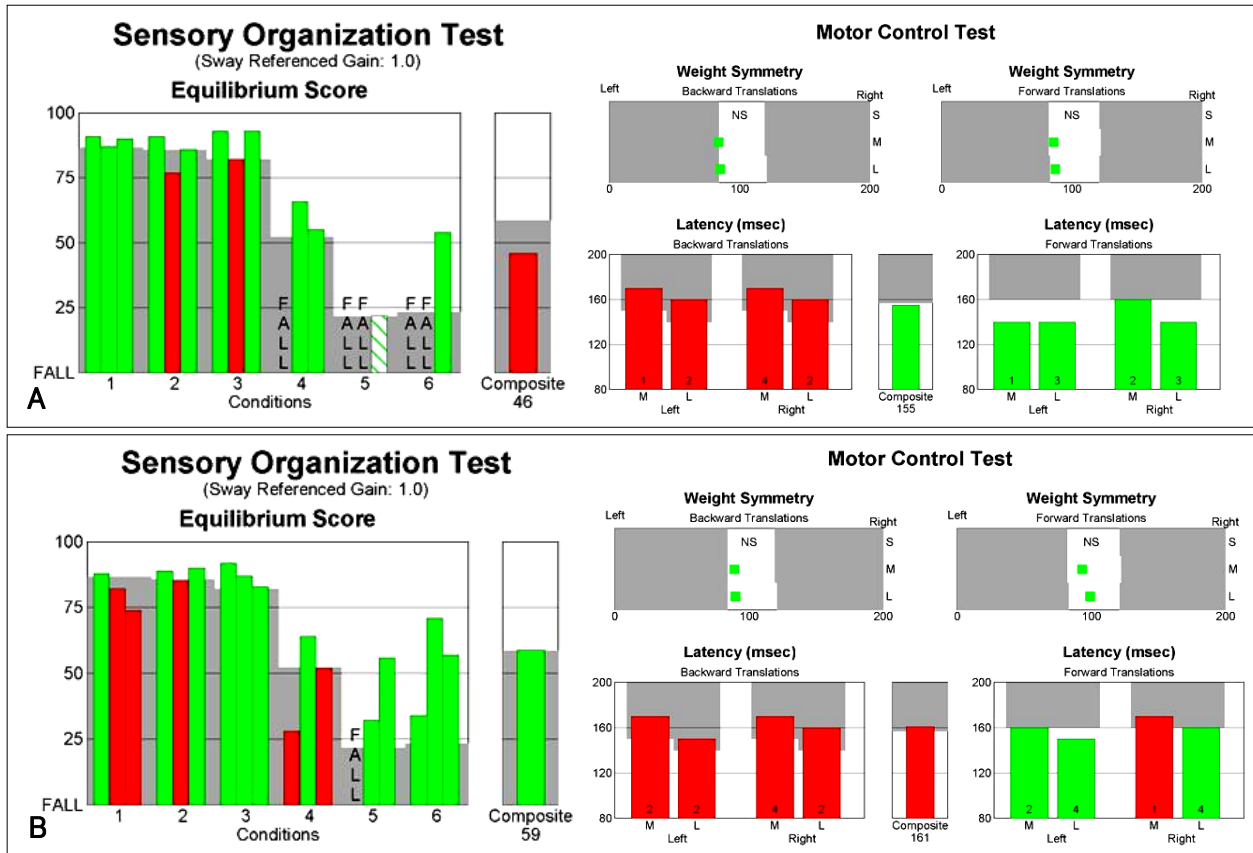 Sensory Organization Test
(Sway Referenced Gain: 1.0)
Equilibrium Score
100
75
50
25
FALL
FALL
FALL
FALL
FALL
FALL
1 2 3 4 5 6
Conditions
Composite
46
A
Motor Control Test
Weight Symmetry
Backward Translations
Left
Right
NS
S
M
L
0 100 200
Weight Symmetry
Forward Translations
Left
Right
NS
S
M
L
0 100 200
Latency (msec)
Backward Translations
200
160
120
80
1 2 4 2
M L M L
Left Right
Composite
155
Latency (msec)
Forward Translations
200
160
120
80
1 3 2 3
M L M L
Left Right
Sensory Organization Test
(Sway Referenced Gain: 1.0)
Equilibrium Score
100
75
50
25
FALL
FALL
1 2 3 4 5 6
Conditions
Composite
59
B
Motor Control Test
Weight Symmetry
Backward Translations
Left
Right
NS
S
M
L
0 100 200
Weight Symmetry
Forward Translations
Left
Right
NS
S
M
L
0 100 200
Latency (msec)
Backward Translations
200
160
120
80
2 2 4 2
M L M L
Left Right
Composite
161
Latency (msec)
Forward Translations
200
160
120
80
2 4 1 4
M L M L
Left Right